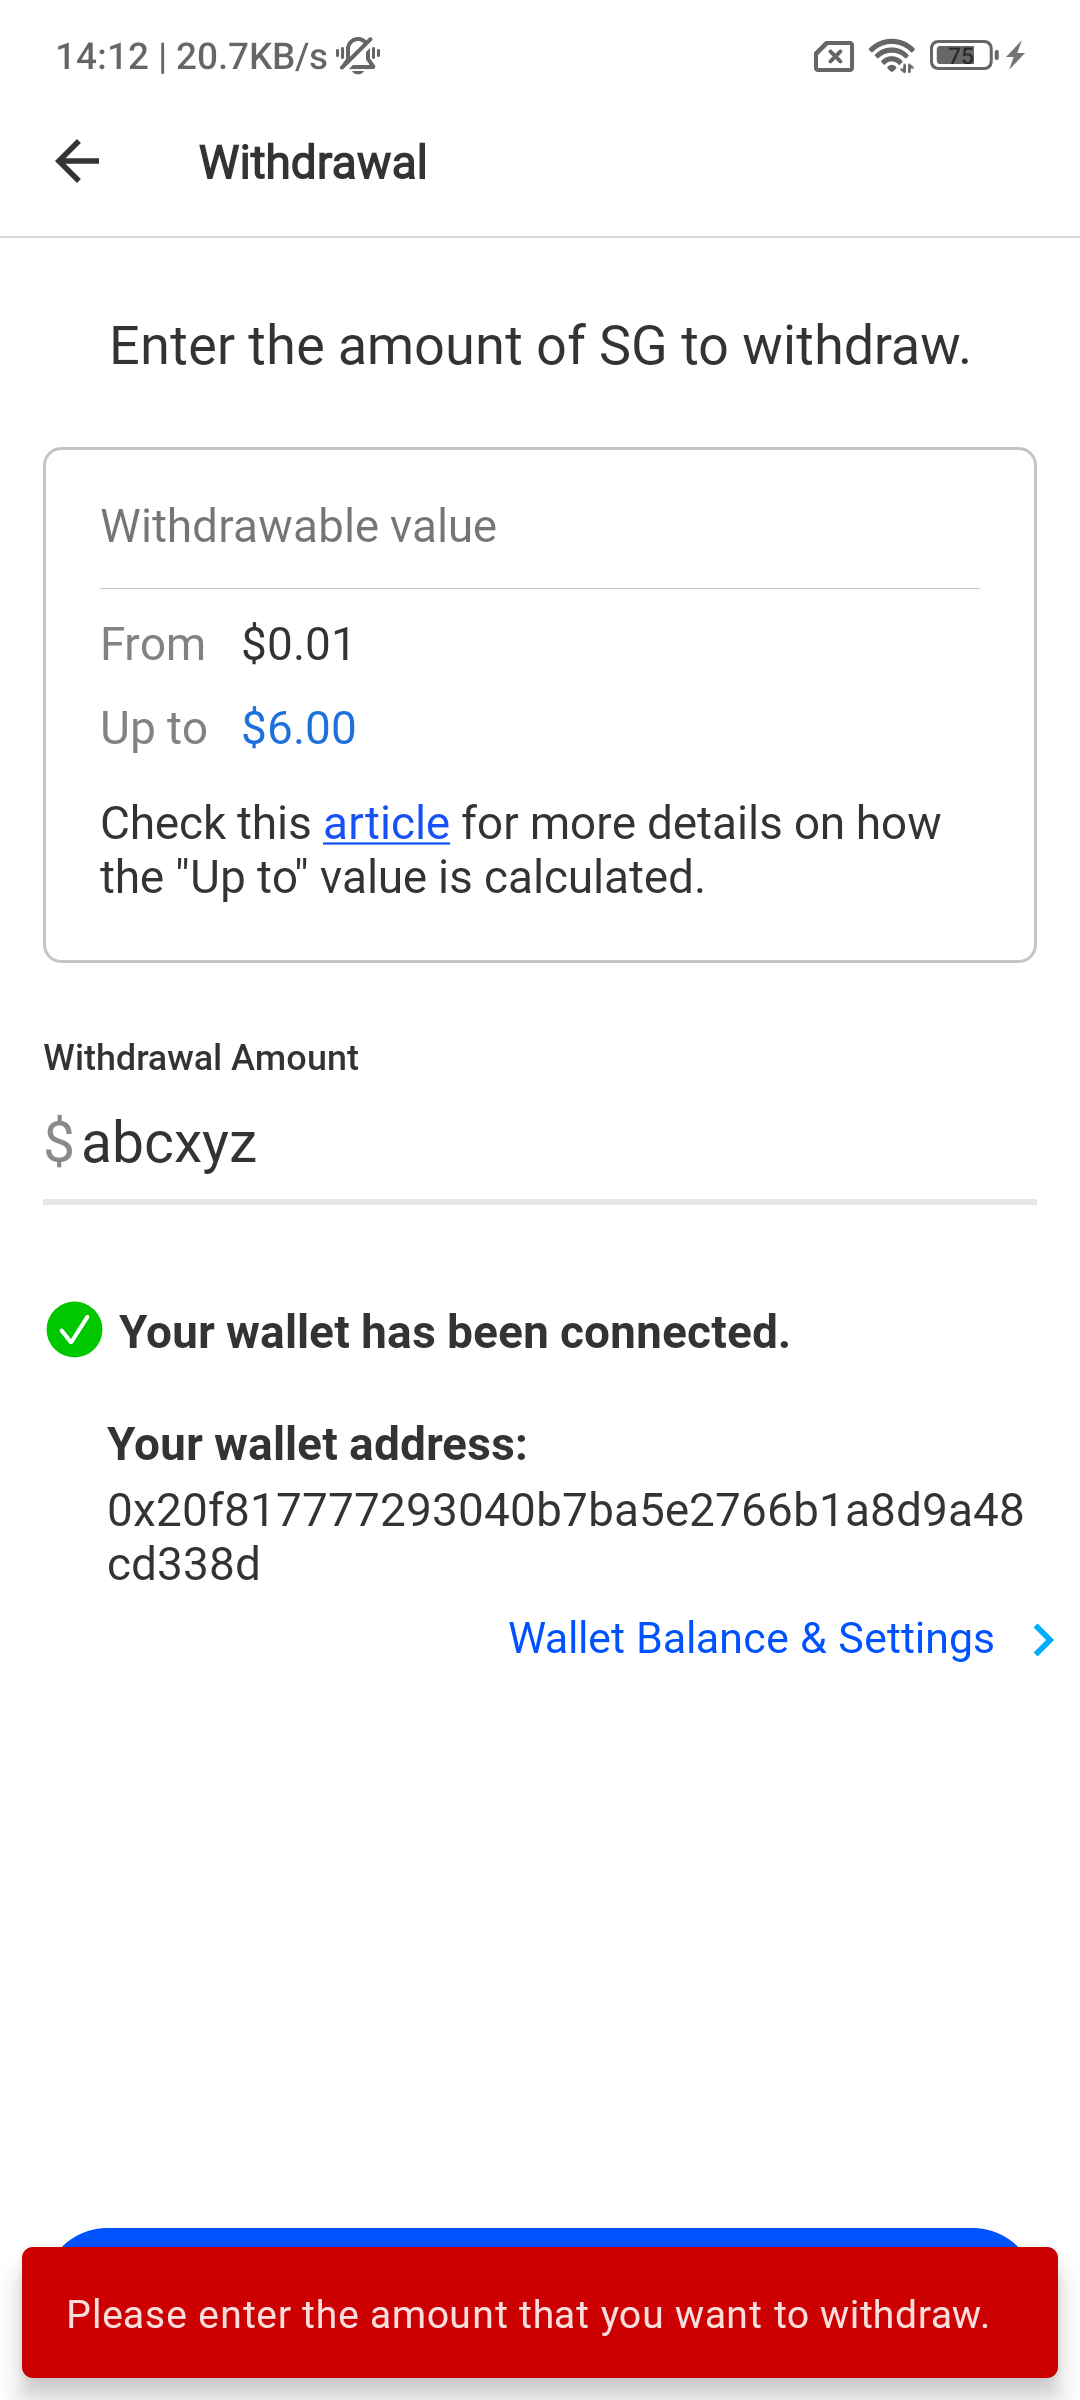 14:12 | 20.7KB/s
75
Withdrawal
Enter the amount of SG to withdraw.
Withdrawable value
From $0.01
Up to $6.00
Check this article for more details on how
the "Up to" value is calculated.
Withdrawal Amount
$ abcxyz
Your wallet has been connected.
Your wallet address:
0x20f817777293040b7ba5e2766b1a8d9a48
cd338d
Wallet Balance & Settings
Please enter the amount that you want to withdraw.